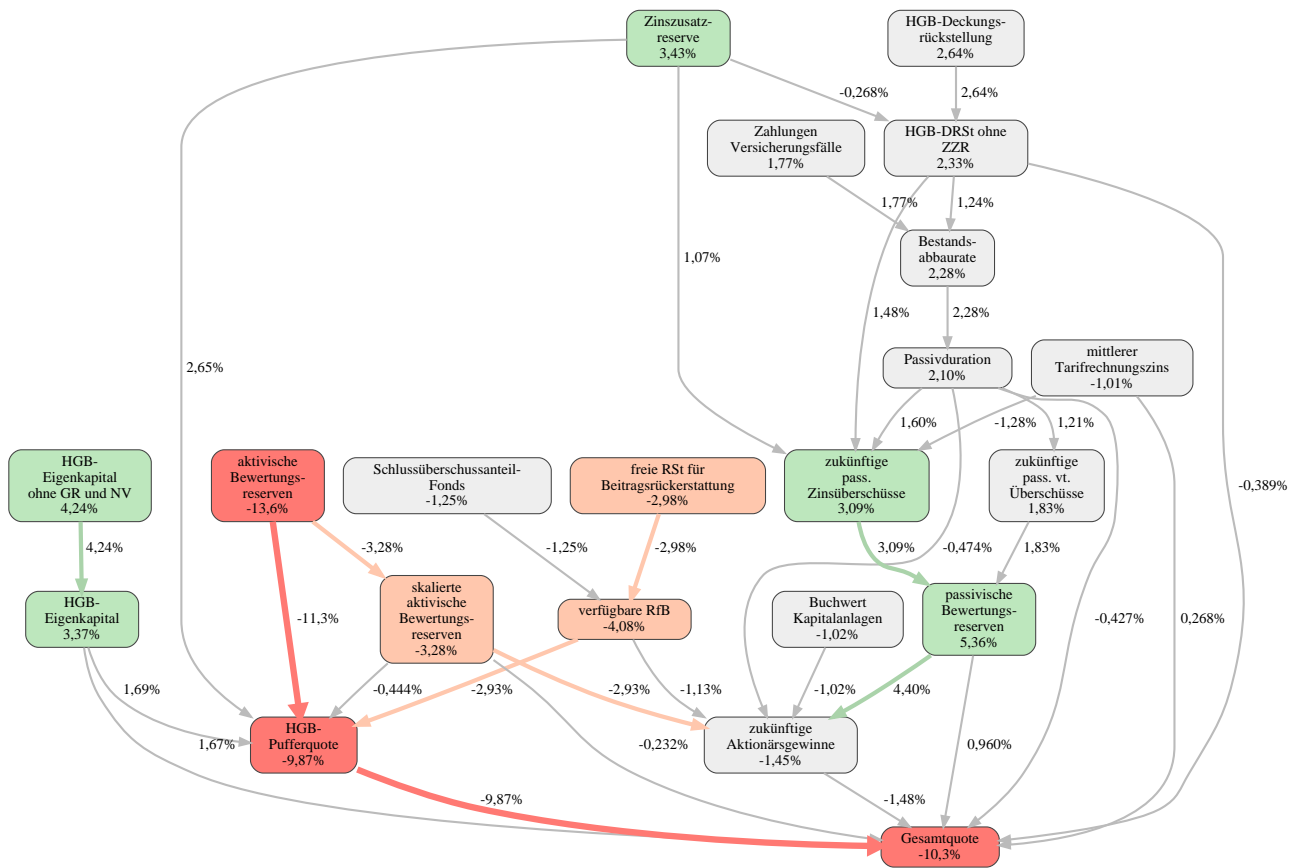 Zinszusatz-
reserve
3,43%
HGB-Deckungs-
rückstellung
2,64%
-0,268%
2,64%
Zahlungen
Versicherungsfälle
1,77%
HGB-DRSt ohne
ZZR
2,33%
1,77%
1,24%
Bestands-
abbaurate
2,28%
1,07%
1,48%
2,28%
2,65%
Passivduration
2,10%
mittlerer
Tarifrechnungszins
-1,01%
1,60%
-1,28%
1,21%
HGB-
Eigenkapital
ohne GR und NV
4,24%
aktivische
Bewertungs-
reserven
-13,6%
Schlussüberschussanteil-
Fonds
-1,25%
freie RSt für
Beitragsrückerstattung
-2,98%
zukünftige
pass.
Zinsüberschüsse
3,09%
zukünftige
pass. vt.
Überschüsse
1,83%
-0,389%
4,24%
-3,28%
-1,25%
-2,98%
3,09%
-0,474%
1,83%
HGB-
Eigenkapital
3,37%
-11,3%
skalierte
aktivische
Bewertungs-
reserven
-3,28%
verfügbare RfB
-4,08%
Buchwert
Kapitalanlagen
-1,02%
passivische
Bewertungs-
reserven
5,36%
-0,427%
0,268%
1,69%
-0,444%
-2,93%
-2,93%
-1,13%
-1,02%
4,40%
1,67%
HGB-
Pufferquote
-9,87%
-0,232%
zukünftige
Aktionärsgewinne
-1,45%
0,960%
-9,87%
-1,48%
Gesamtquote
-10,3%